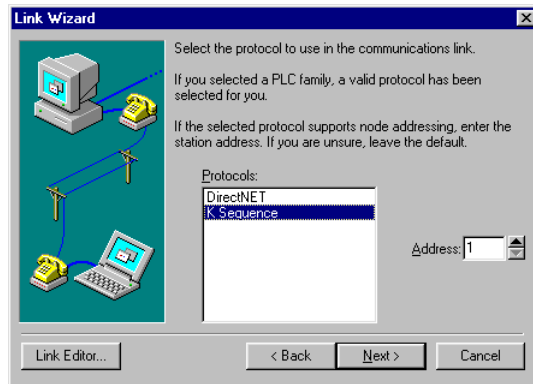 Link Wizard
Select the protocol to use in the communications link.
If you selected a PLC family, a valid protocol has been
selected for you.
If the selected protocol supports node addressing, enter the
station address. If you are unsure, leave the default.
Protocols:
DirectNET
K Sequence
Address: 1
Link Editor...
< Back
Next >
Cancel